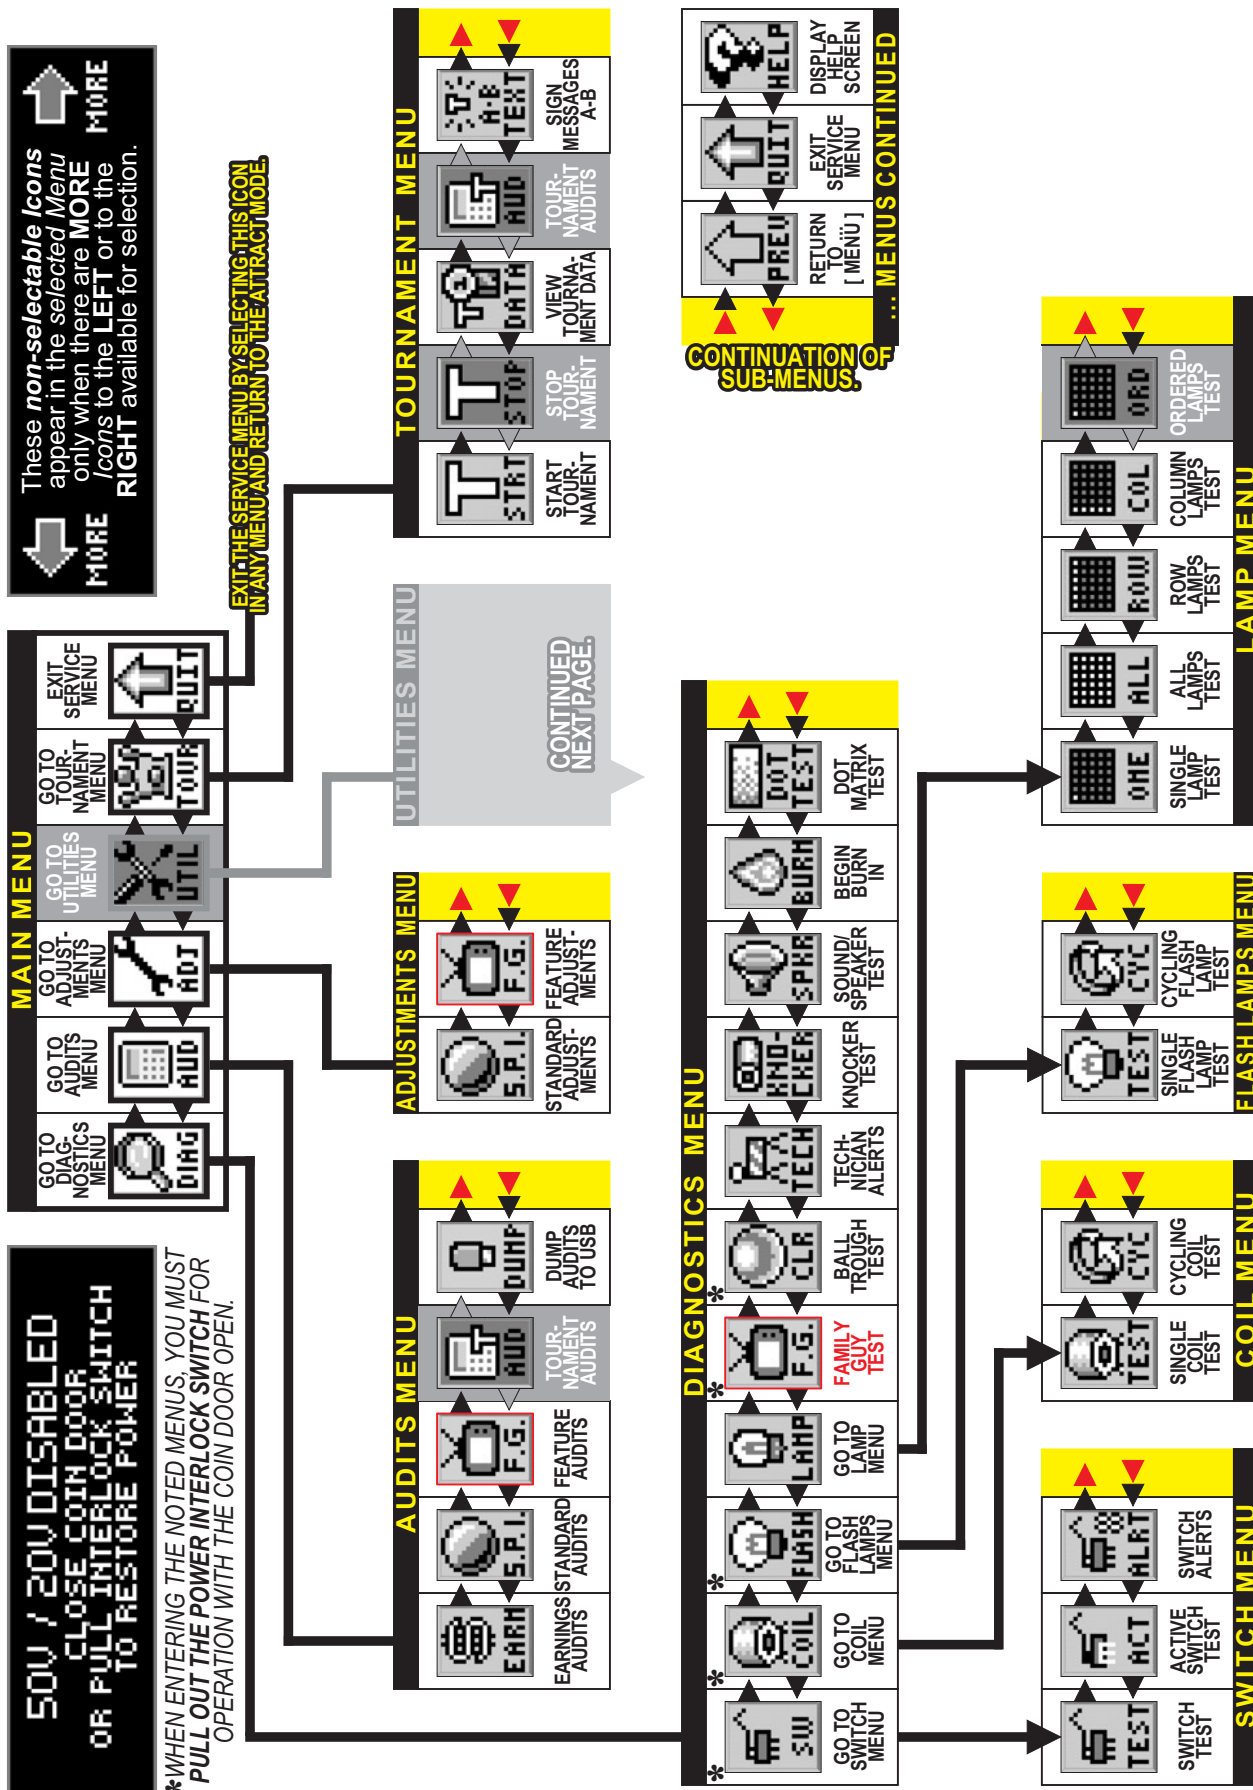 50V / 20V DISABLED
CLOSE COIN DOOR
OR PULL INTERLOCK SWITCH
TO RESTORE POWER
*WHEN ENTERING THE NOTED MENUS, YOU MUST
PULL OUT THE POWER INTERLOCK SWITCH FOR
OPERATION WITH THE COIN DOOR OPEN.
MAIN MENU
GO TO
DIAG-
NOSTICS
MENU
DIAG
GO TO
AUDITS
MENU
AUD
GO TO
ADJUST-
MENTS
MENU
ADJ
GO TO
UTILITIES
MENU
UTIL
GO TO
TOUR-
NAMENT
MENU
TOUR
EXIT
SERVICE
MENU
QUIT
MORE
These non-selectable Icons
appear in the selected Menu
only when there are MORE
Icons to the LEFT or to the
RIGHT available for selection.
MORE
EXIT THE SERVICE MENU BY SELECTING THIS ICON
IN ANY MENU AND RETURN TO THE ATTRACT MODE.
AUDITS MENU
EARN
EARNINGS
AUDITS
S.P.I.
STANDARD
AUDITS
F.G.
FEATURE
AUDITS
AUD
TOUR-
NAMENT
AUDITS
DUMP
DUMP
AUDITS
TO USB
ADJUSTMENTS MENU
S.P.I.
STANDARD
ADJUST-
MENTS
F.G.
FEATURE
ADJUST-
MENTS
UTILITIES MENU
CONTINUED
NEXT PAGE.
TOURNAMENT MENU
STRT
START
TOUR-
NAMENT
STOP
STOP
TOUR-
NAMENT
DATA
VIEW
TOURNA-
MENT DATA
AUD
TOUR-
NAMENT
AUDITS
A-B
TEXT
SIGN
MESSAGES
A-B
DIAGNOSTICS MENU
*
SW
GO TO
SWITCH
MENU
*
COIL
GO TO
COIL
MENU
*
FLASH
GO TO
FLASH
LAMPS
MENU
LAMP
GO TO
LAMP
MENU
*
F.G.
FAMILY
GUY
TEST
*
CLR
BALL
TROUGH
TEST
TECH
TECH-
NICIAN
ALERTS
KNO-
CKER
KNOCKER
TEST
SPKR
SOUND/
SPEAKER
TEST
BURN
BEGIN
BURN
IN
DOT
TEST
DOT
MATRIX
TEST
CONTINUATION OF
SUB-MENUS.
PREV
RETURN
TO ...
[ MENU ]
QUIT
EXIT
SERVICE
MENU
HELP
DISPLAY
HELP
SCREEN
... MENUS CONTINUED
TEST
SWITCH
TEST
ACT
ACTIVE
SWITCH
TEST
ALRT
SWITCH
ALERTS
SWITCH MENU
TEST
SINGLE
COIL
TEST
CYC
CYCLING
COIL
TEST
COIL MENU
TEST
SINGLE
FLASH
LAMP
TEST
CYC
CYCLING
FLASH
LAMP
TEST
FLASH LAMPS MENU
ONE
SINGLE
LAMP
TEST
ALL
ALL
LAMPS
TEST
ROW
ROW
LAMPS
TEST
COL
COLUMN
LAMPS
TEST
ORD
ORDERED
LAMPS
TEST
LAMP MENU